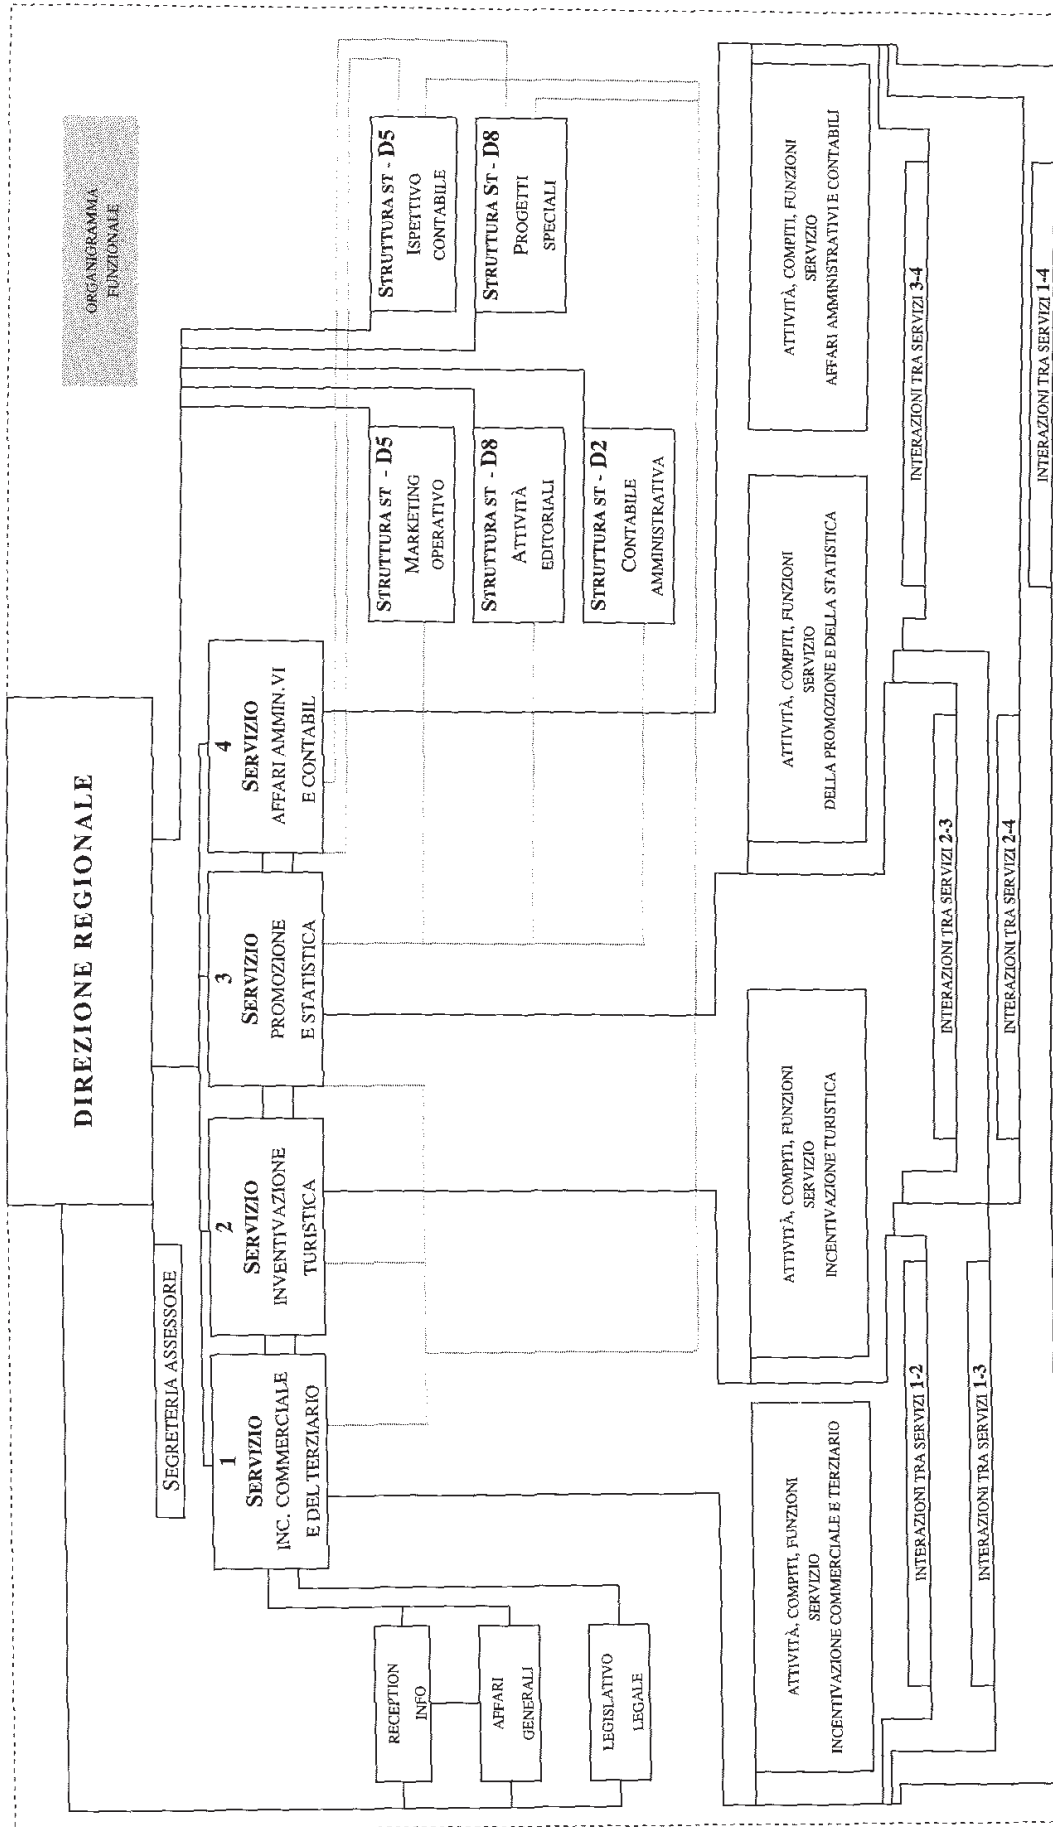 ORGANIGRAMMA
FUNZIONALE
DIREZIONE REGIONALE
SEGRETERIA ASSESSORE
1
SERVIZIO
INC. COMMERCIALE
E DEL TERZIARIO
2
SERVIZIO
INVENTIVAZIONE
TURISTICA
3
SERVIZIO
PROMOZIONE
E STATISTICA
4
SERVIZIO
AFFARI AMMIN.VI
E CONTABIL
RECEPTION
INFO
AFFARI
GENERALI
LEGISLATIVO
LEGALE
STRUTTURA ST - D5
MARKETING
OPERATIVO
STRUTTURA ST - D8
ATTIVITÀ
EDITORIALI
STRUTTURA ST - D2
CONTABILE
AMMINISTRATIVA
STRUTTURA ST - D5
ISPETTIVO
CONTABILE
STRUTTURA ST - D8
PROGETTI
SPECIALI
ATTIVITÀ, COMPITI, FUNZIONI
SERVIZIO
INCENTIVAZIONE COMMERCIALE E TERZIARIO
ATTIVITÀ, COMPITI, FUNZIONI
SERVIZIO
INCENTIVAZIONE TURISTICA
ATTIVITÀ, COMPITI, FUNZIONI
SERVIZIO
DELLA PROMOZIONE E DELLA STATISTICA
ATTIVITÀ, COMPITI, FUNZIONI
SERVIZIO
AFFARI AMMINISTRATIVI E CONTABILI
INTERAZIONI TRA SERVIZI 1-2
INTERAZIONI TRA SERVIZI 2-3
INTERAZIONI TRA SERVIZI 3-4
INTERAZIONI TRA SERVIZI 1-3
INTERAZIONI TRA SERVIZI 2-4
INTERAZIONI TRA SERVIZI 1-4